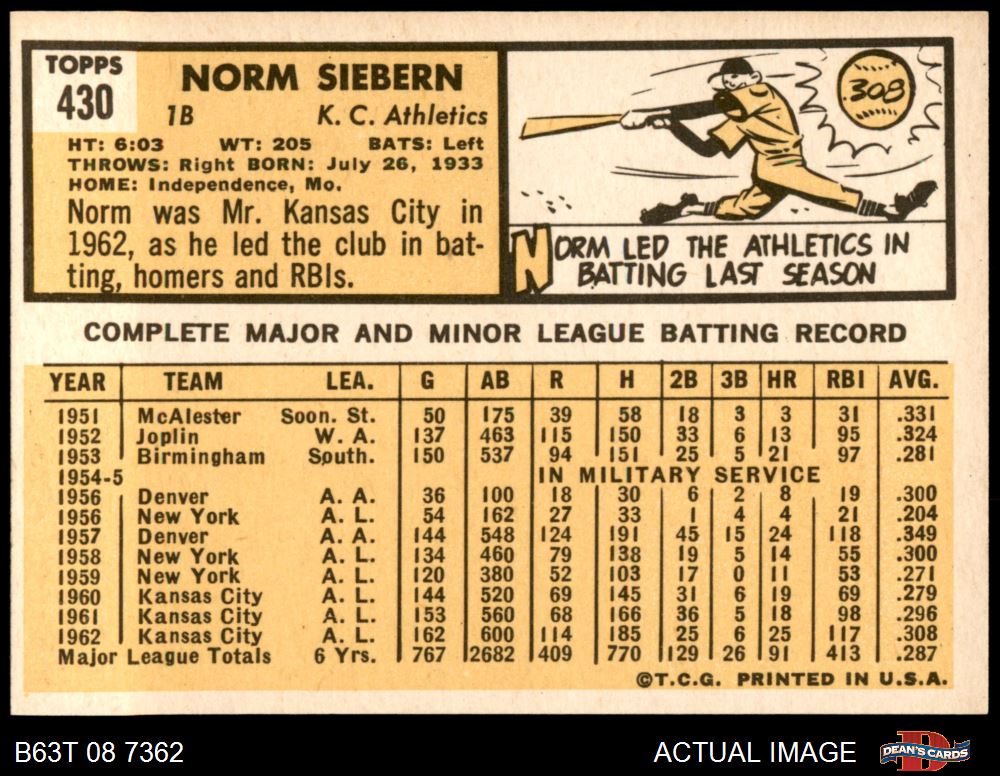 TOPPS
430
NORM SIEBERN
1B K. C. Athletics
HT: 6:03 WT: 205 BATS: Left
THROWS: Right BORN: July 26, 1933
HOME: Independence, Mo.
Norm was Mr. Kansas City in
1962, as he led the club in bat-
ting, homers and RBIs.
.308
NORM LED THE ATHLETICS IN
BATTING LAST SEASON
COMPLETE MAJOR AND MINOR LEAGUE BATTING RECORD
YEAR TEAM LEA. G AB R H 2B 3B HR RBI AVG.
1951 McAlester Soon. St. 50 175 39 58 18 3 3 31 .331
1952 Joplin W. A. 137 463 115 150 33 6 13 95 .324
1953 Birmingham South. 150 537 94 151 25 5 21 97 .281
1954-5 IN MILITARY SERVICE
1956 Denver A. A. 36 100 18 30 6 2 8 19 .300
1956 New York A. L. 54 162 27 33 1 4 4 21 .204
1957 Denver A. A. 144 548 124 191 45 15 24 118 .349
1958 New York A. L. 134 460 79 138 19 5 14 55 .300
1959 New York A. L. 120 380 52 103 17 0 11 53 .271
1960 Kansas City A. L. 144 520 69 145 31 6 19 69 .279
1961 Kansas City A. L. 153 560 68 166 36 5 18 98 .296
1962 Kansas City A. L. 162 600 114 185 25 6 25 117 .308
Major League Totals 6 Yrs. 767 2682 409 770 129 26 91 413 .287
©T.C.G. PRINTED IN U.S.A.
B63T 08 7362 ACTUAL IMAGE DEAN'S CARDS